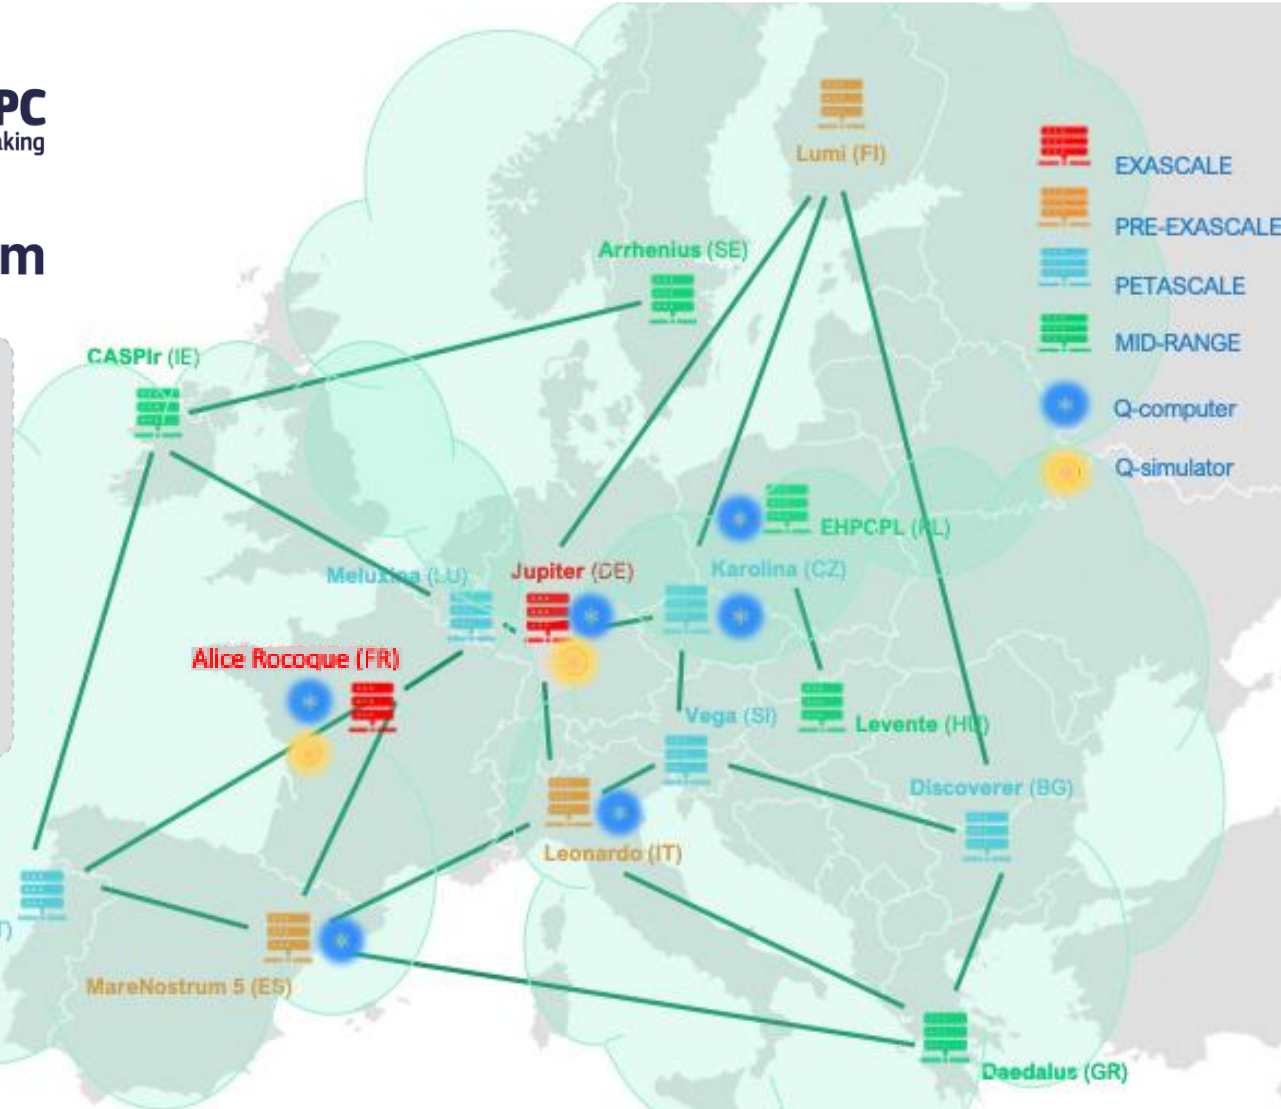 PC
aking
m
Lumi (FI)
EXASCALE
PRE-EXASCALE
PETASCALE
MID-RANGE
Q-computer
Q-simulator
Arrhenius (SE)
CASPIr (IE)
EHPCPL (PL)
Meluxina (LU)
Jupiter (DE)
Karolina (CZ)
Alice Rocoque (FR)
Vega (SI)
Levente (HU)
Discoverer (BG)
Leonardo (IT)
T)
MareNostrum 5 (ES)
Daedalus (GR)